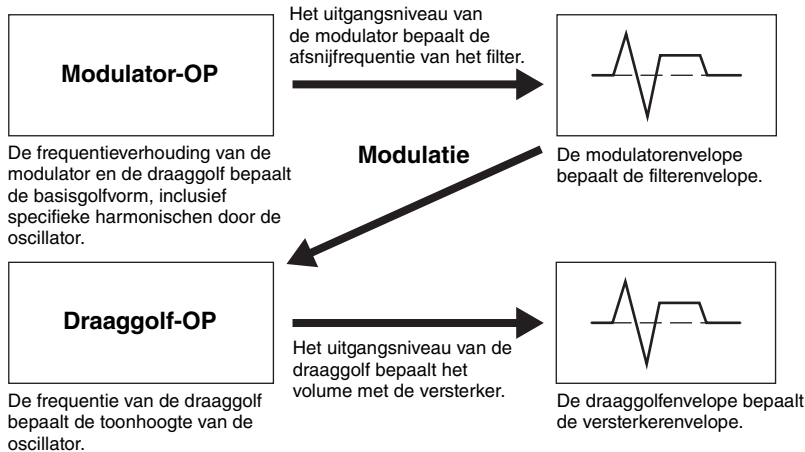 Het uitgangsniveau van
de modulator bepaalt de
afsnijfrequentie van het filter.
Modulator-OP
De frequentieverhouding van de
modulator en de draaggolf bepaalt
de basisgolfvorm, inclusief
specifieke harmonischen door de
oscillator.
Modulatie
De modulatorenvelope
bepaalt de filterenvelope.
Draaggolf-OP
Het uitgangsniveau van de
draaggolf bepaalt het
volume met de versterker.
De frequentie van de draaggolf
bepaalt de toonhoogte van de
oscillator.
De draaggolfenvelope bepaalt
de versterkerenvelope.